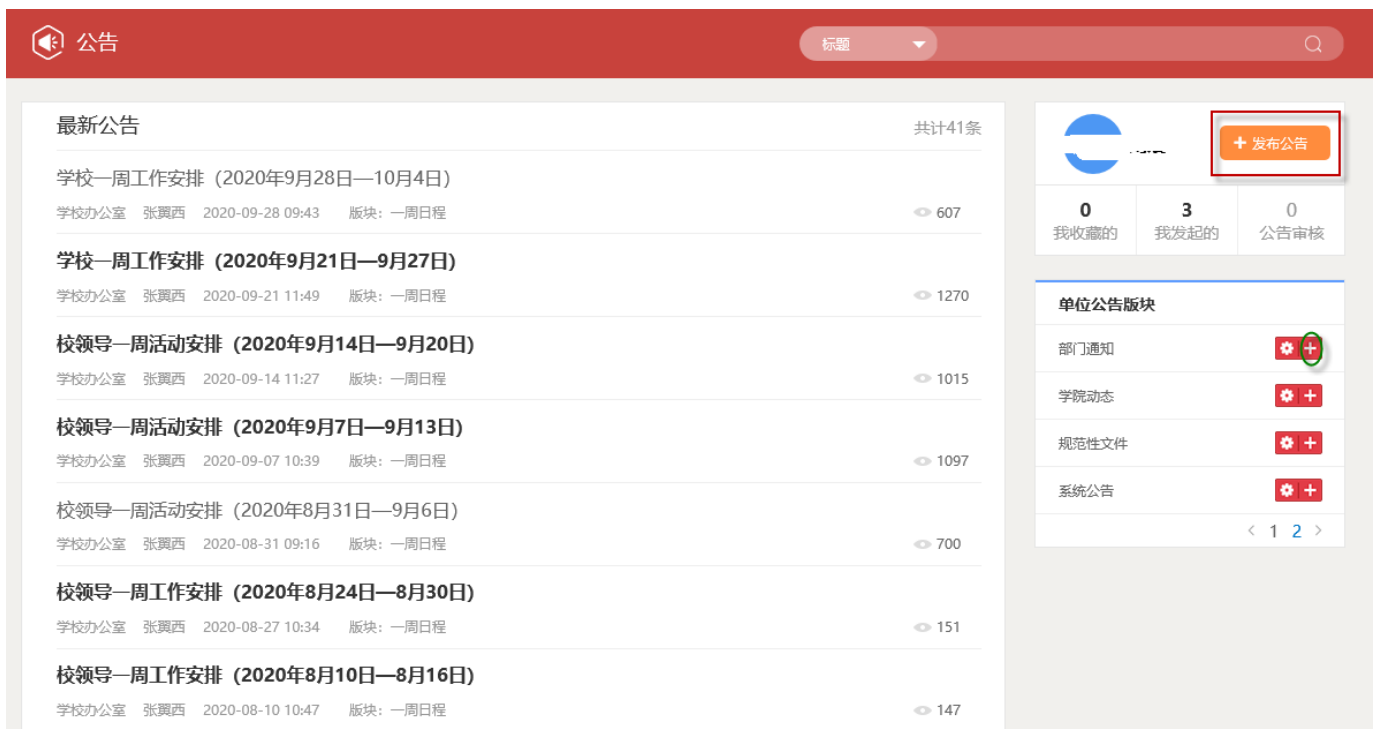 公告
标题
最新公告
共计41条
学校一周工作安排（2020年9月28日—10月4日）
学校办公室 张翼西 2020-09-28 09:43 版块：一周日程 607
学校一周工作安排（2020年9月21日—9月27日）
学校办公室 张翼西 2020-09-21 11:49 版块：一周日程 1270
校领导一周活动安排（2020年9月14日—9月20日）
学校办公室 张翼西 2020-09-14 11:27 版块：一周日程 1015
校领导一周活动安排（2020年9月7日—9月13日）
学校办公室 张翼西 2020-09-07 10:39 版块：一周日程 1097
校领导一周活动安排（2020年8月31日—9月6日）
学校办公室 张翼西 2020-08-31 09:16 版块：一周日程 700
校领导一周工作安排（2020年8月24日—8月30日）
学校办公室 张翼西 2020-08-27 10:34 版块：一周日程 151
校领导一周工作安排（2020年8月10日—8月16日）
学校办公室 张翼西 2020-08-10 10:47 版块：一周日程 147
+ 发布公告
0 3 0
我收藏的 我发起的 公告审核
单位公告版块
部门通知
学院动态
规范性文件
系统公告
< 1 2 >